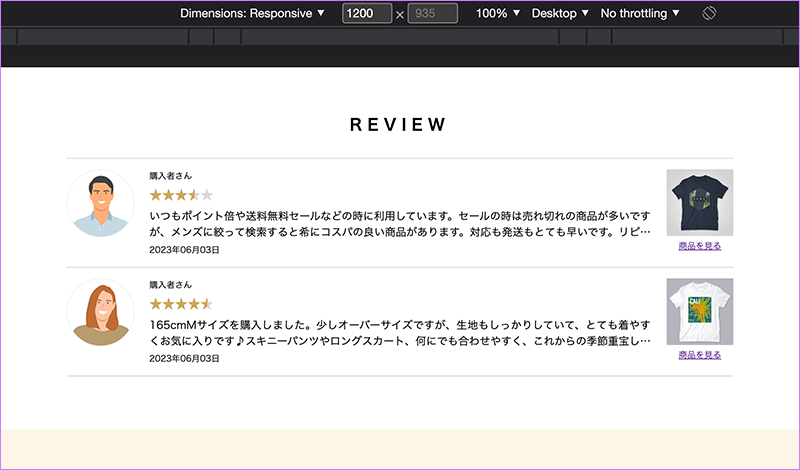 Dimensions: Responsive ▼ 1200 × 935 100% ▼ Desktop ▼ No throttling ▼
REVIEW
購入者さん
いつもポイント倍や送料無料セールなどの時に利用しています。セールの時は売れ切れの商品が多いです
が、メンズに絞って検索すると希にコスパの良い商品があります。対応も発送もとても早いです。リピ…
2023年06月03日
商品を見る
購入者さん
165cmMサイズを購入しました。少しオーバーサイズですが、生地もしっかりしていて、とても着やす
くお気に入りです♪スキニーパンツやロングスカート、何にでも合わせやすく、これからの季節重宝し…
2023年06月03日
商品を見る